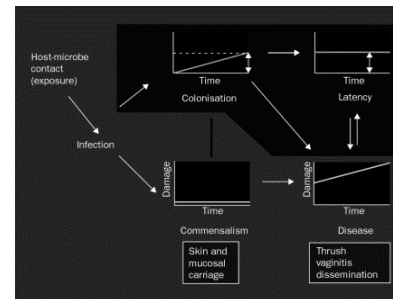 Host-microbe
contact
(exposure)
Infection
Time
Colonisation
Time
Latency
Damage
Time
Commensalism
Damage
Time
Disease
Skin and
mucosal
carriage
Thrush
vaginitis
dissemination